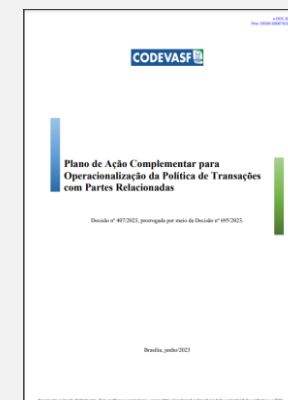 CODEVASF
Plano de Ação Complementar para
Operacionalização da Política de Transações
com Partes Relacionadas
Decisão nº 407/2023, prorrogada por meio da Decisão nº 695/2023.
Brasília, junho/2023